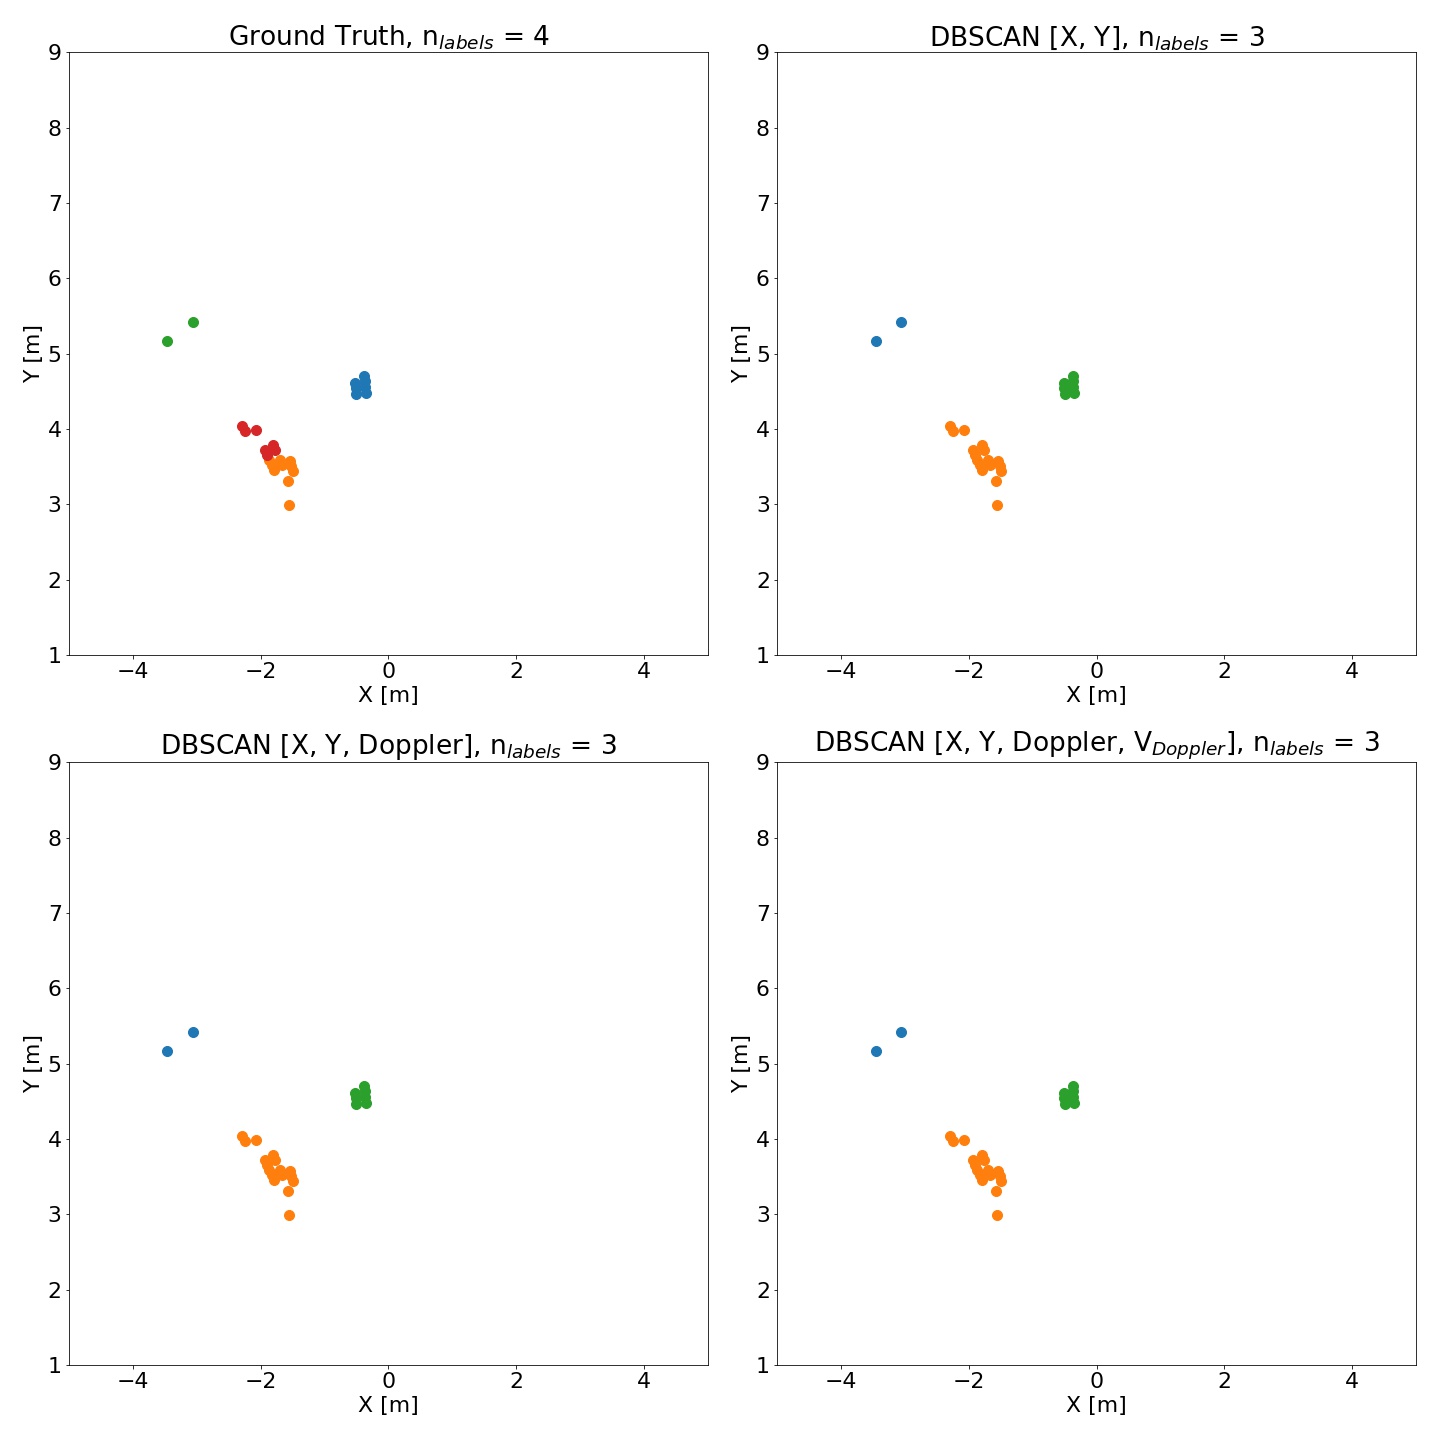 Ground Truth, n_labels = 4
9
8
7
6
5
4
3
2
1
Y [m]
−4 −2 0 2 4
X [m]
DBSCAN [X, Y], n_labels = 3
9
8
7
6
5
4
3
2
1
Y [m]
−4 −2 0 2 4
X [m]
DBSCAN [X, Y, Doppler], n_labels = 3
9
8
7
6
5
4
3
2
1
Y [m]
−4 −2 0 2 4
X [m]
DBSCAN [X, Y, Doppler, V_Doppler], n_labels = 3
9
8
7
6
5
4
3
2
1
Y [m]
−4 −2 0 2 4
X [m]